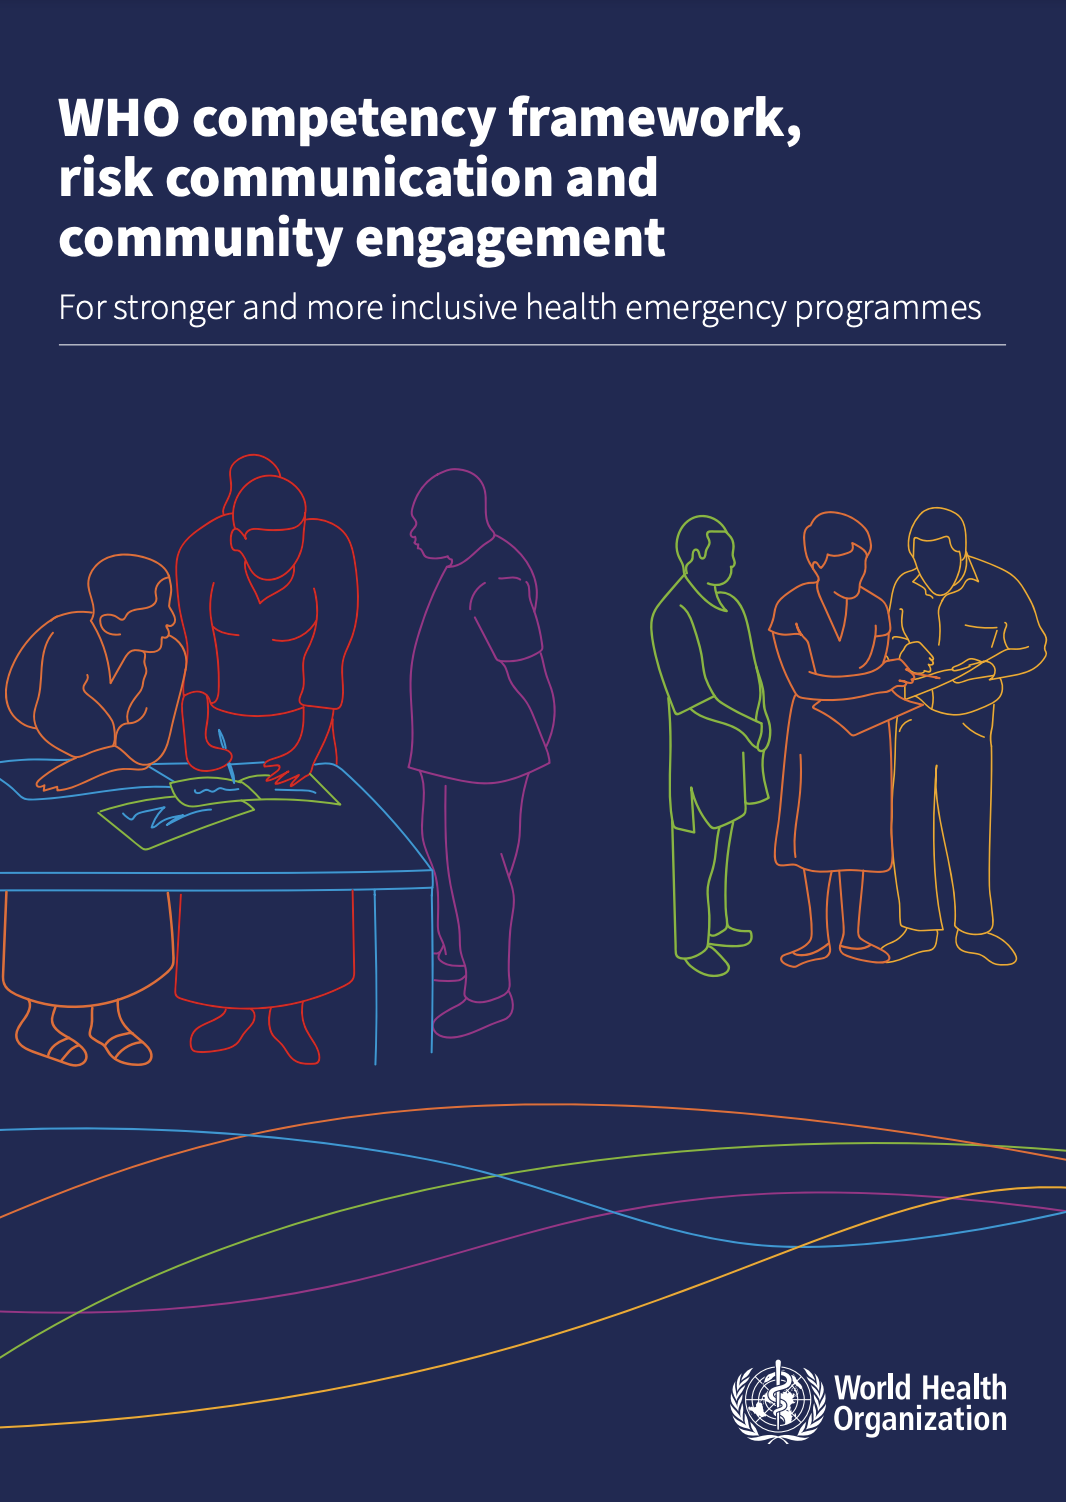 WHO competency framework,
risk communication and
community engagement
For stronger and more inclusive health emergency programmes
World Health
Organization